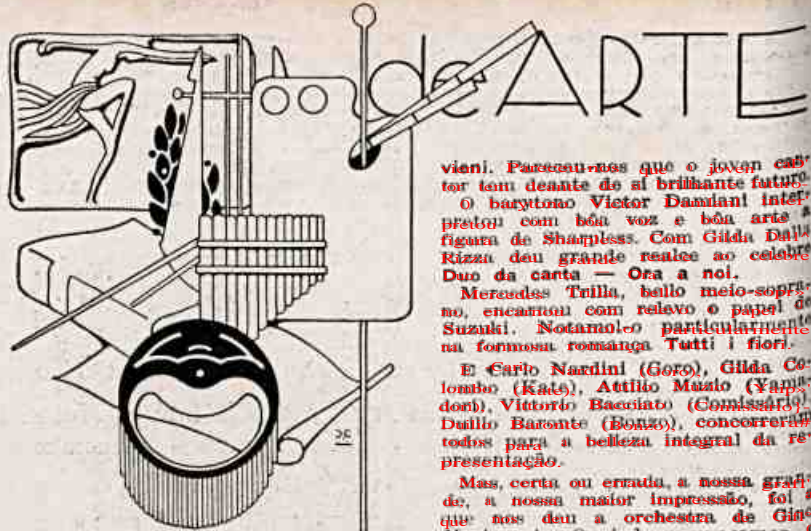 de ARTE
viani. Pareceu-nos que o joven can-
tor tem deante de si brilhante futuro.
O barytono Victor Damiani inter-
pretou com bôa voz e bôa arte
figura de Sharpless. Com Gilda Dalla
Rizza deu grande realce ao celebre
Duo da carta — Ora a noi.
Mercedes Trilla, bello meio-sopra-
no, encarnou com relevo o papel d
Suzuki. Notamol-o particularmente
na formosa romança Tutti i fiori.
E Carlo Nardini (Goro), Gilda Co-
lombo (Kate), Attilio Muzio (Yama-
dori), Vittorio Bacciato (Comissário),
Duilio Baronte (Bonzo), concorreram
todos para a belleza integral da re-
presentação.
Mas, certa ou errada, a nossa gran-
de, a nossa maior impressão, foi
que nos deu a orchestra de Gino